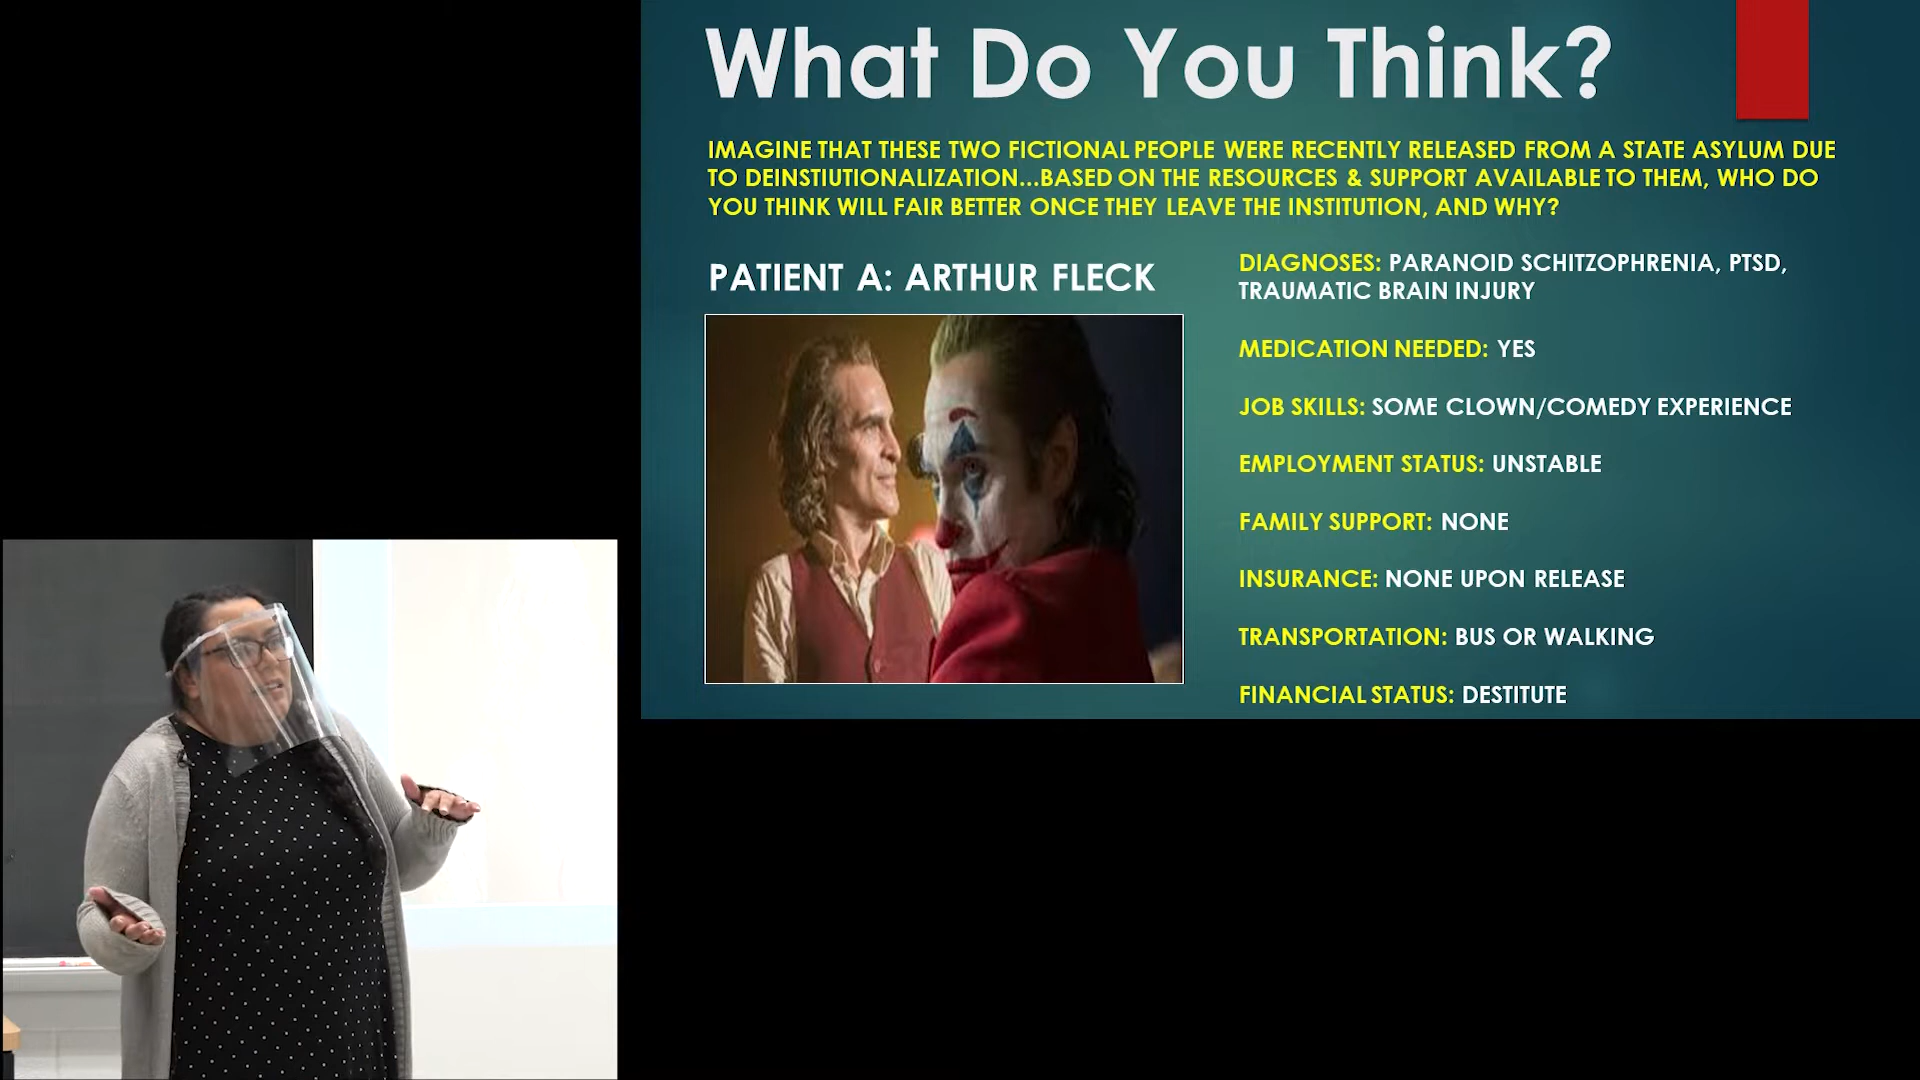 What Do You Think?
IMAGINE THAT THESE TWO FICTIONAL PEOPLE WERE RECENTLY RELEASED FROM A STATE ASYLUM DUE
TO DEINSTIUTIONALIZATION...BASED ON THE RESOURCES & SUPPORT AVAILABLE TO THEM, WHO DO
YOU THINK WILL FAIR BETTER ONCE THEY LEAVE THE INSTITUTION, AND WHY?
PATIENT A: ARTHUR FLECK
DIAGNOSES: PARANOID SCHITZOPHRENIA, PTSD,
TRAUMATIC BRAIN INJURY
MEDICATION NEEDED: YES
JOB SKILLS: SOME CLOWN/COMEDY EXPERIENCE
EMPLOYMENT STATUS: UNSTABLE
FAMILY SUPPORT: NONE
INSURANCE: NONE UPON RELEASE
TRANSPORTATION: BUS OR WALKING
FINANCIAL STATUS: DESTITUTE